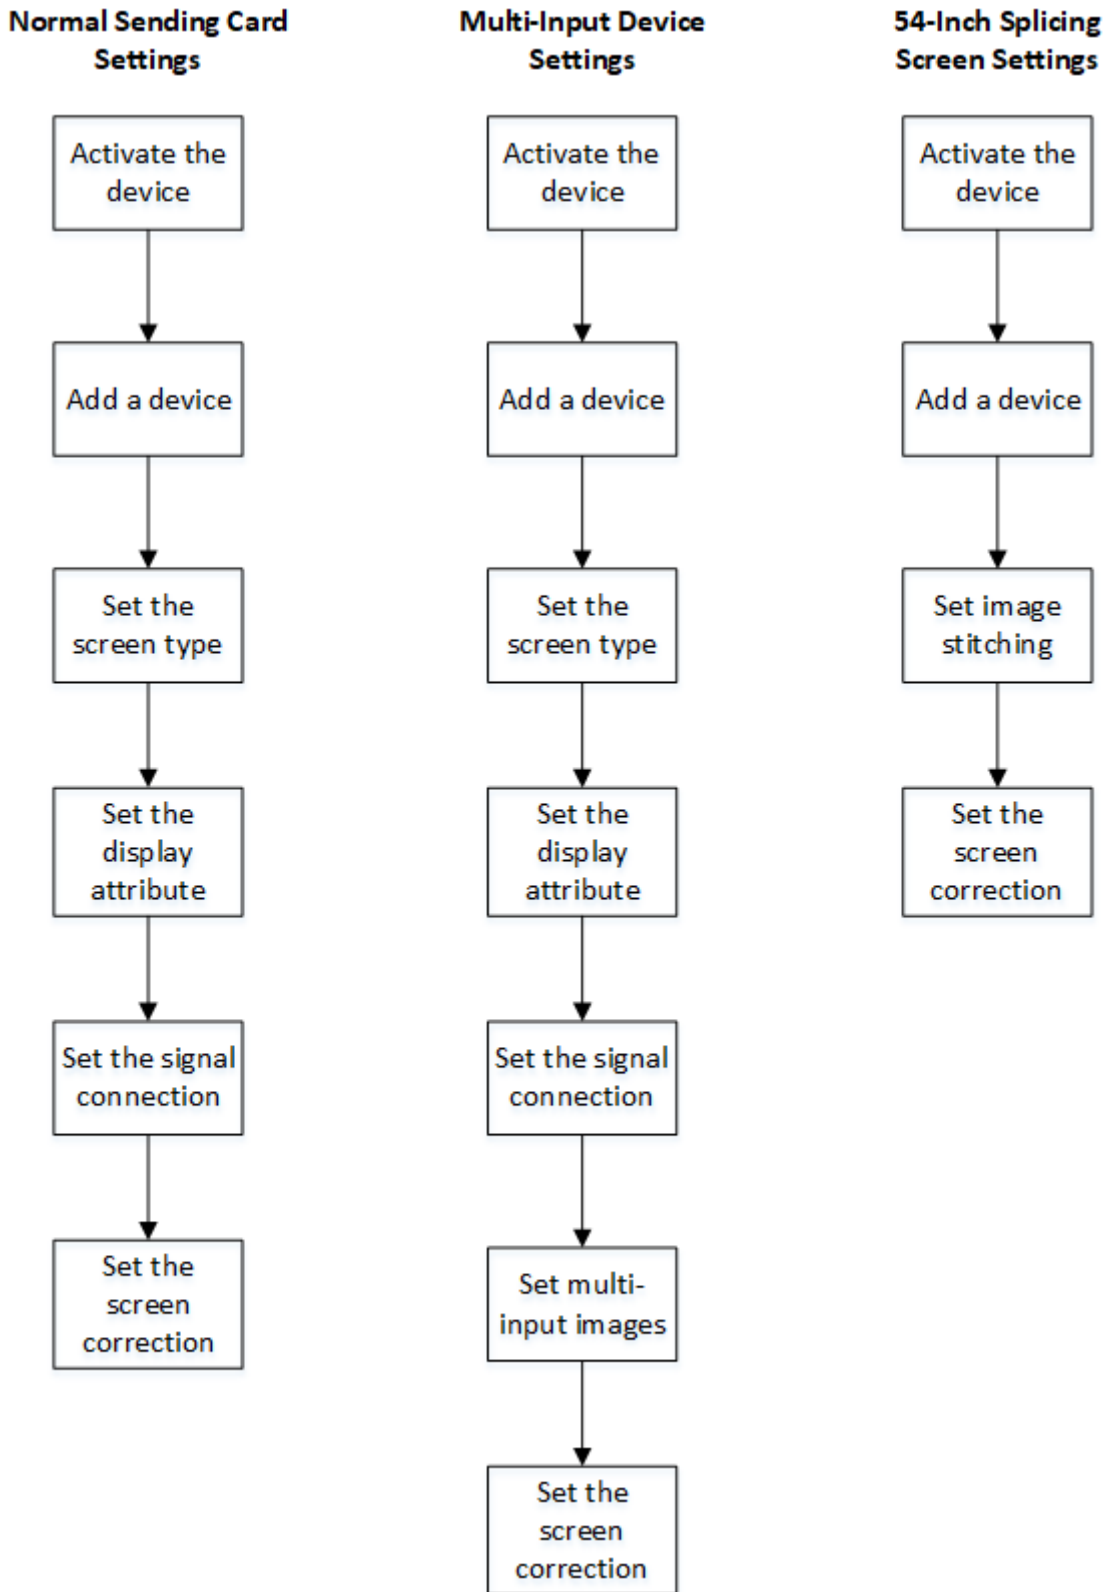 Normal Sending Card
Settings
Activate the
device
Add a device
Set the
screen type
Set the
display
attribute
Set the signal
connection
Set the
screen
correction
Multi-Input Device
Settings
Activate the
device
Add a device
Set the
screen type
Set the
display
attribute
Set the signal
connection
Set multi-
input images
Set the
screen
correction
54-Inch Splicing
Screen Settings
Activate the
device
Add a device
Set image
stitching
Set the
screen
correction